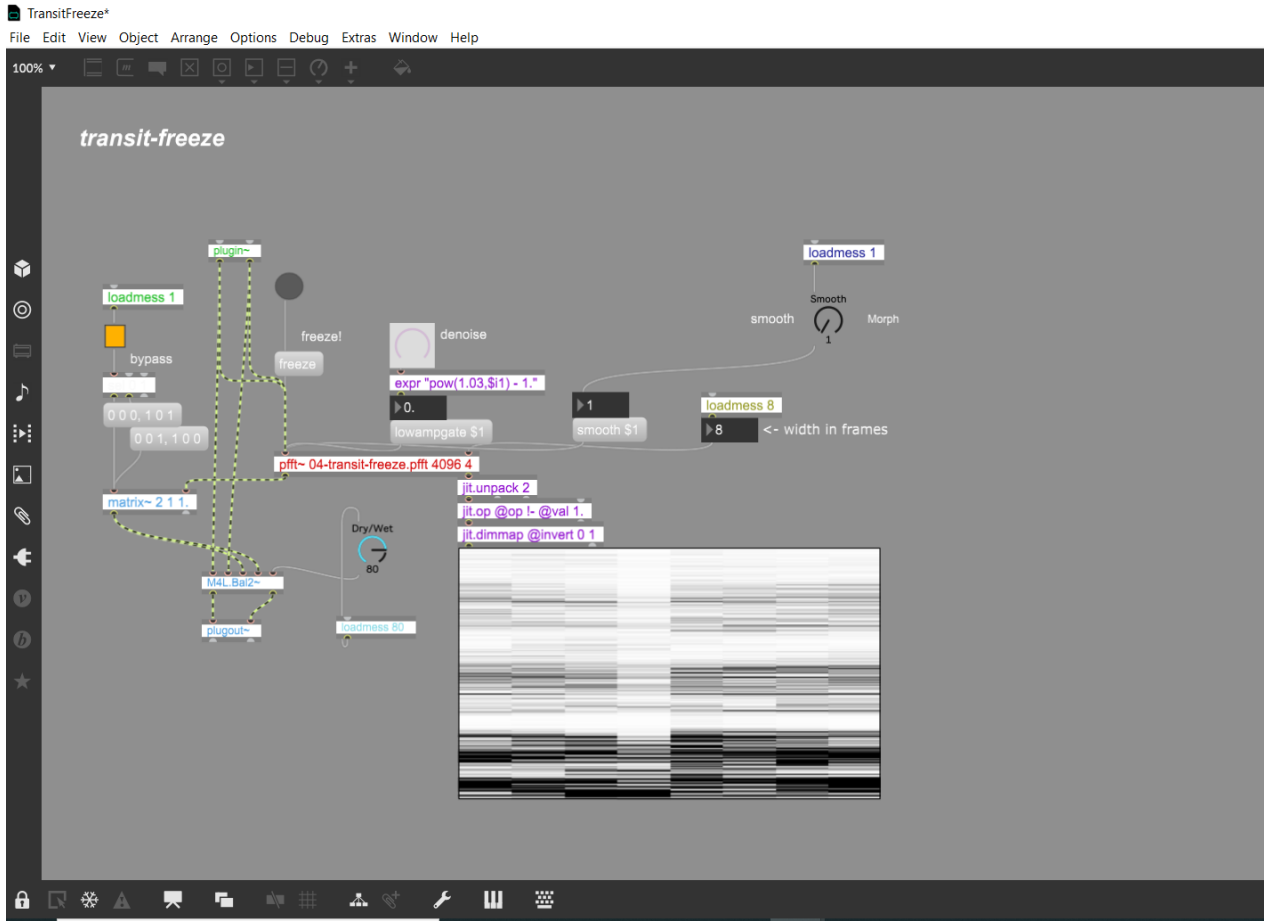 TransitFreeze*
File Edit View Object Arrange Options Debug Extras Window Help
100%
transit-freeze
plugin~
loadmess 1
loadmess 1
Smooth
smooth
Morph
1
freeze!
denoise
bypass
freeze
expr "pow(1.03,$i1) - 1."
0 0 0, 1 0 1
0.
1
loadmess 8
0 0 1, 1 0 0
lowampgate $1
smooth $1
8
<- width in frames
pfft~ 04-transit-freeze.pfft 4096 4
matrix~ 2 1 1.
jit.unpack 2
jit.op @op !- @val 1.
Dry/Wet
jit.dimmap @invert 0 1
80
M4L.Bal2~
plugout~
loadmess 80